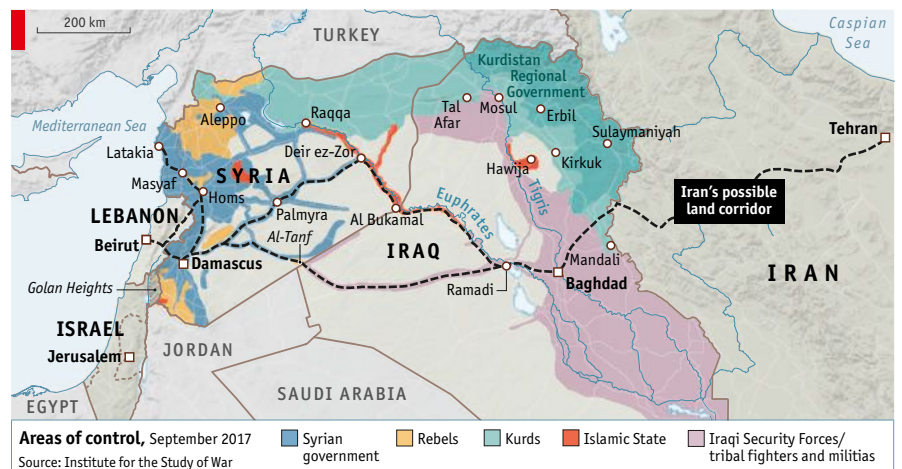 200 km
Caspian
Sea
TURKEY
Kurdistan
Regional
Government
Mediterranean Sea
Aleppo
Raqqa
Tal
Afar
Mosul
Erbil
Sulaymaniyah
Tehran
Latakia
Deir ez-Zor
Hawija
Kirkuk
Masyaf
SYRIA
Homs
Palmyra
Euphrates
Tigris
Iran's possible
land corridor
LEBANON
Beirut
Al-Tanf
Al Bukamal
IRAQ
Mandali
IRAN
Damascus
Ramadi
Baghdad
Golan Heights
ISRAEL
Jerusalem
JORDAN
SAUDI ARABIA
EGYPT
Areas of control, September 2017
Source: Institute for the Study of War
Syrian
government
Rebels
Kurds
Islamic State
Iraqi Security Forces/
tribal fighters and militias